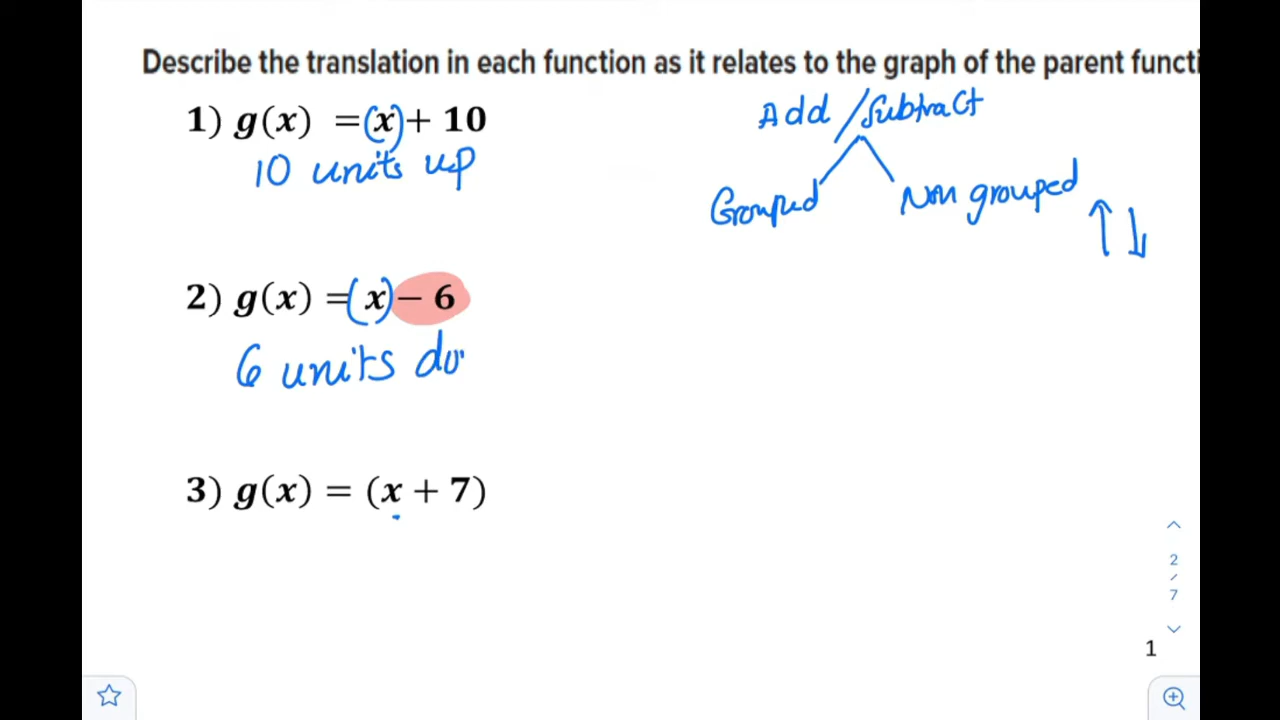 Describe the translation in each function as it relates to the graph of the parent functi
1) g(x) = (x) + 10
10 units up
Add / Subtract
Grouped
Non grouped ↑ ↓
2) g(x) = (x) − 6
6 units do
3) g(x) = (x + 7)
2
/
7
1